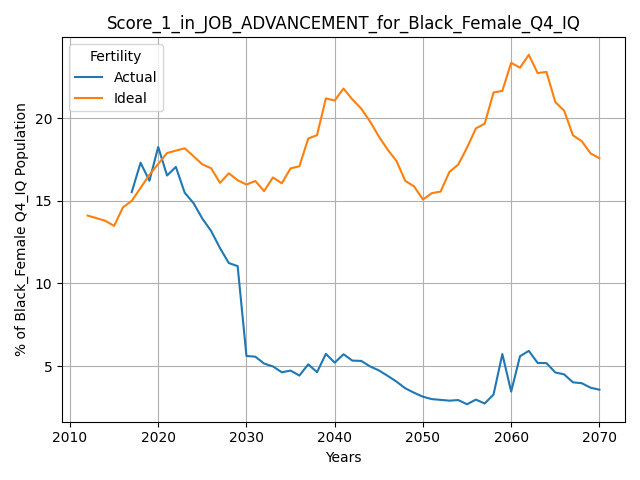 Score_1_in_JOB_ADVANCEMENT_for_Black_Female_Q4_IQ
Fertility
Actual
Ideal
% of Black_Female Q4_IQ Population
20
15
10
5
2010 2020 2030 2040 2050 2060 2070
Years